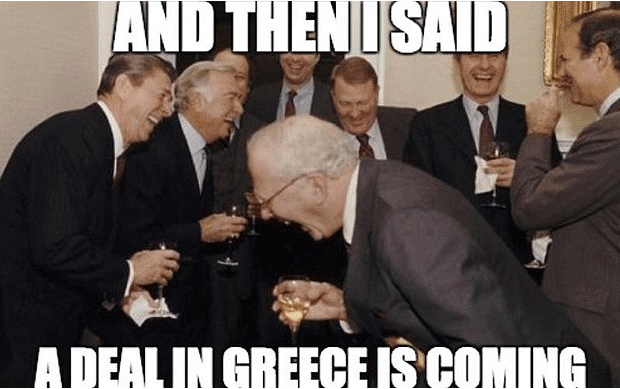 AND THEN I SAID
A DEAL IN GREECE IS COMING